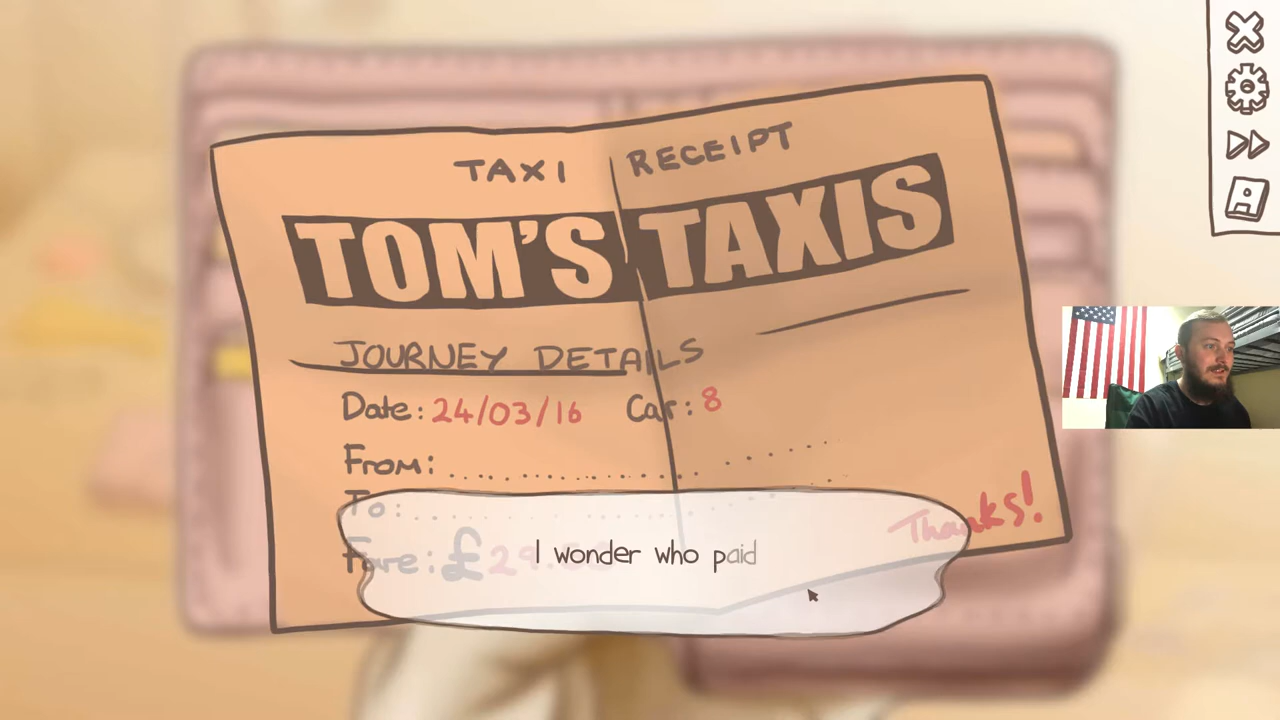 TAXI RECEIPT
TOM'S TAXIS
JOURNEY DETAILS
Date: 24/03/16 Car: 8
From:
To:
Thanks!
Fare: £
I wonder who paid